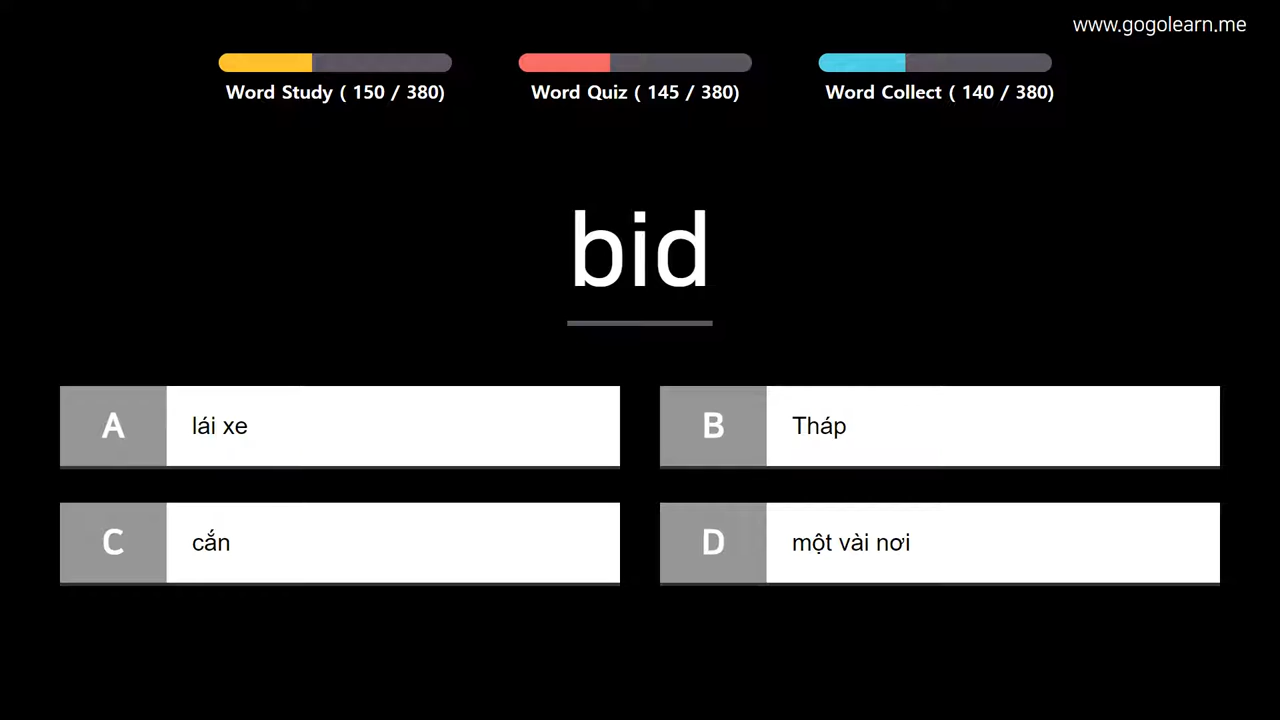 www.gogolearn.me
Word Study ( 150 / 380)
Word Quiz ( 145 / 380)
Word Collect ( 140 / 380)
bid
A lái xe
B Tháp
C cắn
D một vài nơi